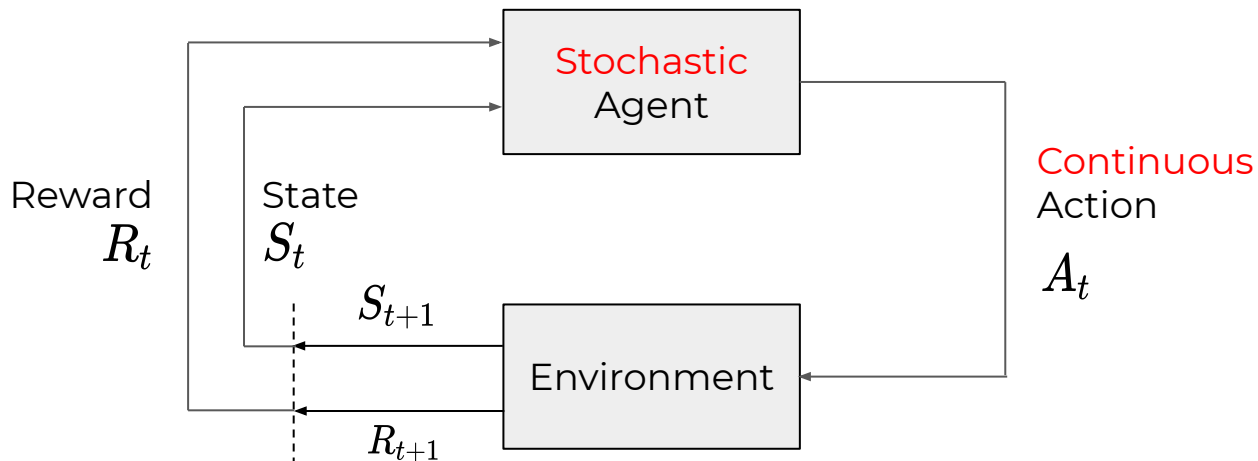 Stochastic
Agent
Continuous
Action
A_t
Reward
R_t
State
S_t
S_{t+1}
Environment
R_{t+1}